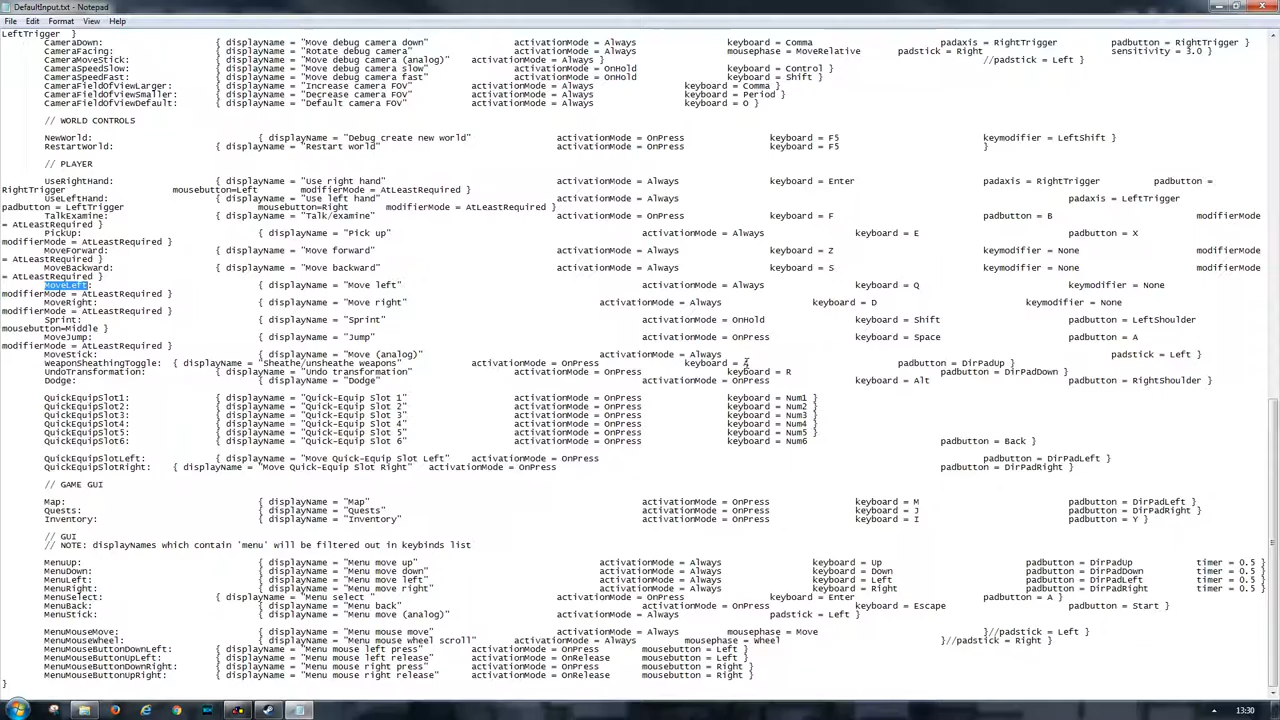 DefaultInput.txt - Notepad
File Edit Format View Help
LeftTrigger }
CameraDown: { displayName = "Move debug camera down" activationMode = Always keyboard = Comma padaxis = RightTrigger padbutton = RightTrigger }
CameraFacing: { displayName = "Rotate debug camera" activationMode = Always mousephase = MoveRelative padstick = Right sensitivity = 3.0 }
CameraMoveStick: { displayName = "Move debug camera (analog)" activationMode = Always } //padstick = Left }
CameraSpeedSlow: { displayName = "Move debug camera slow" activationMode = OnHold keyboard = Control }
CameraSpeedFast: { displayName = "Move debug camera fast" activationMode = OnHold keyboard = Shift }
CameraFieldOfViewLarger: { displayName = "Increase camera FOV" activationMode = Always keyboard = Comma }
CameraFieldOfViewSmaller: { displayName = "Decrease camera FOV" activationMode = Always keyboard = Period }
CameraFieldOfViewDefault: { displayName = "Default camera FOV" activationMode = Always keyboard = O }
// WORLD CONTROLS
NewWorld: { displayName = "Debug create new world" activationMode = OnPress keyboard = F5 keymodifier = LeftShift }
RestartWorld: { displayName = "Restart world" activationMode = OnPress keyboard = F5 }
// PLAYER
UseRightHand: { displayName = "Use right hand" activationMode = Always keyboard = Enter padaxis = RightTrigger padbutton =
RightTrigger mousebutton=Left modifierMode = AtLeastRequired }
UseLeftHand: { displayName = "Use left hand" activationMode = Always padaxis = LeftTrigger
padbutton = LeftTrigger mousebutton=Right modifierMode = AtLeastRequired }
TalkExamine: { displayName = "Talk/examine" activationMode = OnPress keyboard = F padbutton = B modifierMode
= AtLeastRequired }
PickUp: { displayName = "Pick up" activationMode = Always keyboard = E padbutton = X
modifierMode = AtLeastRequired }
MoveForward: { displayName = "Move forward" activationMode = Always keyboard = Z keymodifier = None modifierMode
= AtLeastRequired }
MoveBackward: { displayName = "Move backward" activationMode = Always keyboard = S keymodifier = None modifierMode
= AtLeastRequired }
MoveLeft: { displayName = "Move left" activationMode = Always keyboard = Q keymodifier = None
modifierMode = AtLeastRequired }
MoveRight: { displayName = "Move right" activationMode = Always keyboard = D keymodifier = None
modifierMode = AtLeastRequired }
Sprint: { displayName = "Sprint" activationMode = OnHold keyboard = Shift padbutton = LeftShoulder
mousebutton=Middle }
MoveJump: { displayName = "Jump" activationMode = OnPress keyboard = Space padbutton = A
modifierMode = AtLeastRequired }
MoveStick: { displayName = "Move (analog)" activationMode = Always padstick = Left }
WeaponSheathingToggle: { displayName = "Sheathe/unsheathe weapons" activationMode = OnPress keyboard = padbutton = DirPadUp }
UndoTransformation: { displayName = "Undo transformation" activationMode = OnPress keyboard = R padbutton = DirPadDown }
Dodge: { displayName = "Dodge" activationMode = OnPress keyboard = Alt padbutton = RightShoulder }
QuickEquipSlot1: { displayName = "Quick-Equip Slot 1" activationMode = OnPress keyboard = Num1 }
QuickEquipSlot2: { displayName = "Quick-Equip Slot 2" activationMode = OnPress keyboard = Num2 }
QuickEquipSlot3: { displayName = "Quick-Equip Slot 3" activationMode = OnPress keyboard = Num3 }
QuickEquipSlot4: { displayName = "Quick-Equip Slot 4" activationMode = OnPress keyboard = Num4 }
QuickEquipSlot5: { displayName = "Quick-Equip Slot 5" activationMode = OnPress keyboard = Num5 }
QuickEquipSlot6: { displayName = "Quick-Equip Slot 6" activationMode = OnPress keyboard = Num6 padbutton = Back }
QuickEquipSlotLeft: { displayName = "Move Quick-Equip Slot Left" activationMode = OnPress padbutton = DirPadLeft }
QuickEquipSlotRight: { displayName = "Move Quick-Equip Slot Right" activationMode = OnPress padbutton = DirPadRight }
// GAME GUI
Map: { displayName = "Map" activationMode = OnPress keyboard = M padbutton = DirPadLeft }
Quests: { displayName = "Quests" activationMode = OnPress keyboard = J padbutton = DirPadRight }
Inventory: { displayName = "Inventory" activationMode = OnPress keyboard = I padbutton = Y }
// GUI
// NOTE: displayNames which contain 'menu' will be filtered out in keybinds list
MenuUp: { displayName = "Menu move up" activationMode = Always keyboard = Up padbutton = DirPadUp timer = 0.5 }
MenuDown: { displayName = "Menu move down" activationMode = Always keyboard = Down padbutton = DirPadDown timer = 0.5 }
MenuLeft: { displayName = "Menu move left" activationMode = Always keyboard = Left padbutton = DirPadLeft timer = 0.5 }
MenuRight: { displayName = "Menu move right" activationMode = Always keyboard = Right padbutton = DirPadRight timer = 0.5 }
MenuSelect: { displayName = "Menu select " activationMode = OnPress keyboard = Enter padbutton = A }
MenuBack: { displayName = "Menu back" activationMode = OnPress keyboard = Escape padbutton = Start }
MenuStick: { displayName = "Menu move (analog)" activationMode = Always padstick = Left }
MenuMouseMove: { displayName = "Menu mouse move" activationMode = Always mousephase = Move }//padstick = Left }
MenuMouseWheel: { displayName = "Menu mouse wheel scroll" activationMode = Always mousephase = Wheel }//padstick = Right }
MenuMouseButtonDownLeft: { displayName = "Menu mouse left press" activationMode = OnPress mousebutton = Left }
MenuMouseButtonUpLeft: { displayName = "Menu mouse left release" activationMode = OnRelease mousebutton = Left }
MenuMouseButtonDownRight: { displayName = "Menu mouse right press" activationMode = OnPress mousebutton = Right }
MenuMouseButtonUpRight: { displayName = "Menu mouse right release" activationMode = OnRelease mousebutton = Right }
}
13:30